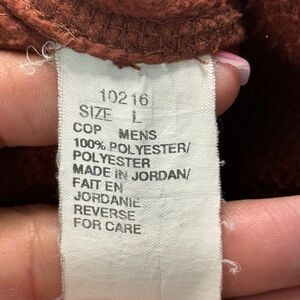 10216
SIZE L
COP MENS
100% POLYESTER/
POLYESTER
MADE IN JORDAN/
FAIT EN
JORDANIE
REVERSE
FOR CARE